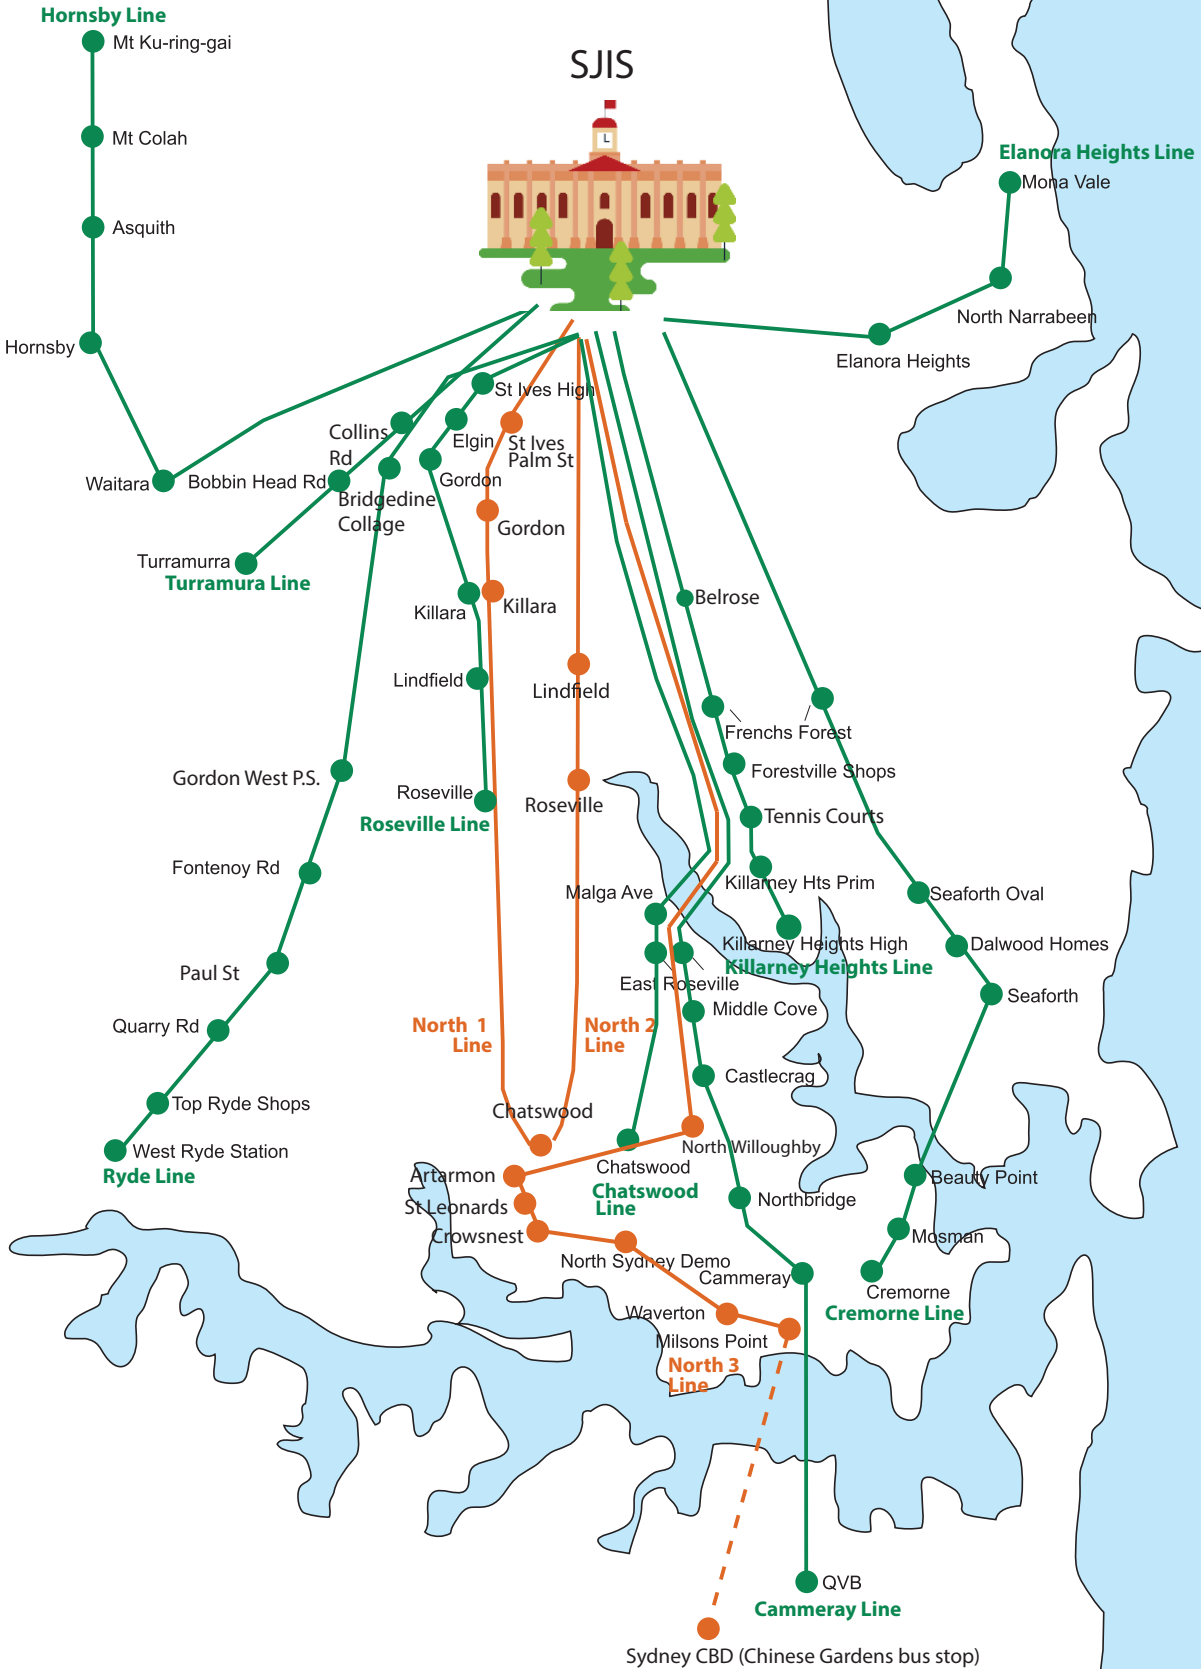 Hornsby Line
Mt Ku-ring-gai
SJIS
L
Mt Colah
Elanora Heights Line
Mona Vale
Asquith
North Narrabeen
Hornsby
Elanora Heights
St Ives High
Collins
Rd
Elgin
St Ives
Palm St
Waitara
Bobbin Head Rd
Gordon
Bridgedine
Collage
Gordon
Turramurra
Turramura Line
Belrose
Killara
Killara
Lindfield
Lindfield
Frenchs Forest
Gordon West P.S.
Forestville Shops
Roseville
Roseville
Roseville Line
Tennis Courts
Fontenoy Rd
Killarney Hts Prim
Malga Ave
Seaforth Oval
Killarney Heights High
Dalwood Homes
Killarney Heights Line
Paul St
East Roseville
Seaforth
Middle Cove
Quarry Rd
North 1
Line
North 2
Line
Castlecrag
Top Ryde Shops
Chatswood
West Ryde Station
North Willoughby
Ryde Line
Chatswood
Chatswood
Line
Artarmon
Beauty Point
St Leonards
Northbridge
Crowsnest
Mosman
North Sydney Demo
Cammeray
Cremorne
Cremorne Line
Waverton
Milsons Point
North 3
Line
QVB
Cammeray Line
Sydney CBD (Chinese Gardens bus stop)